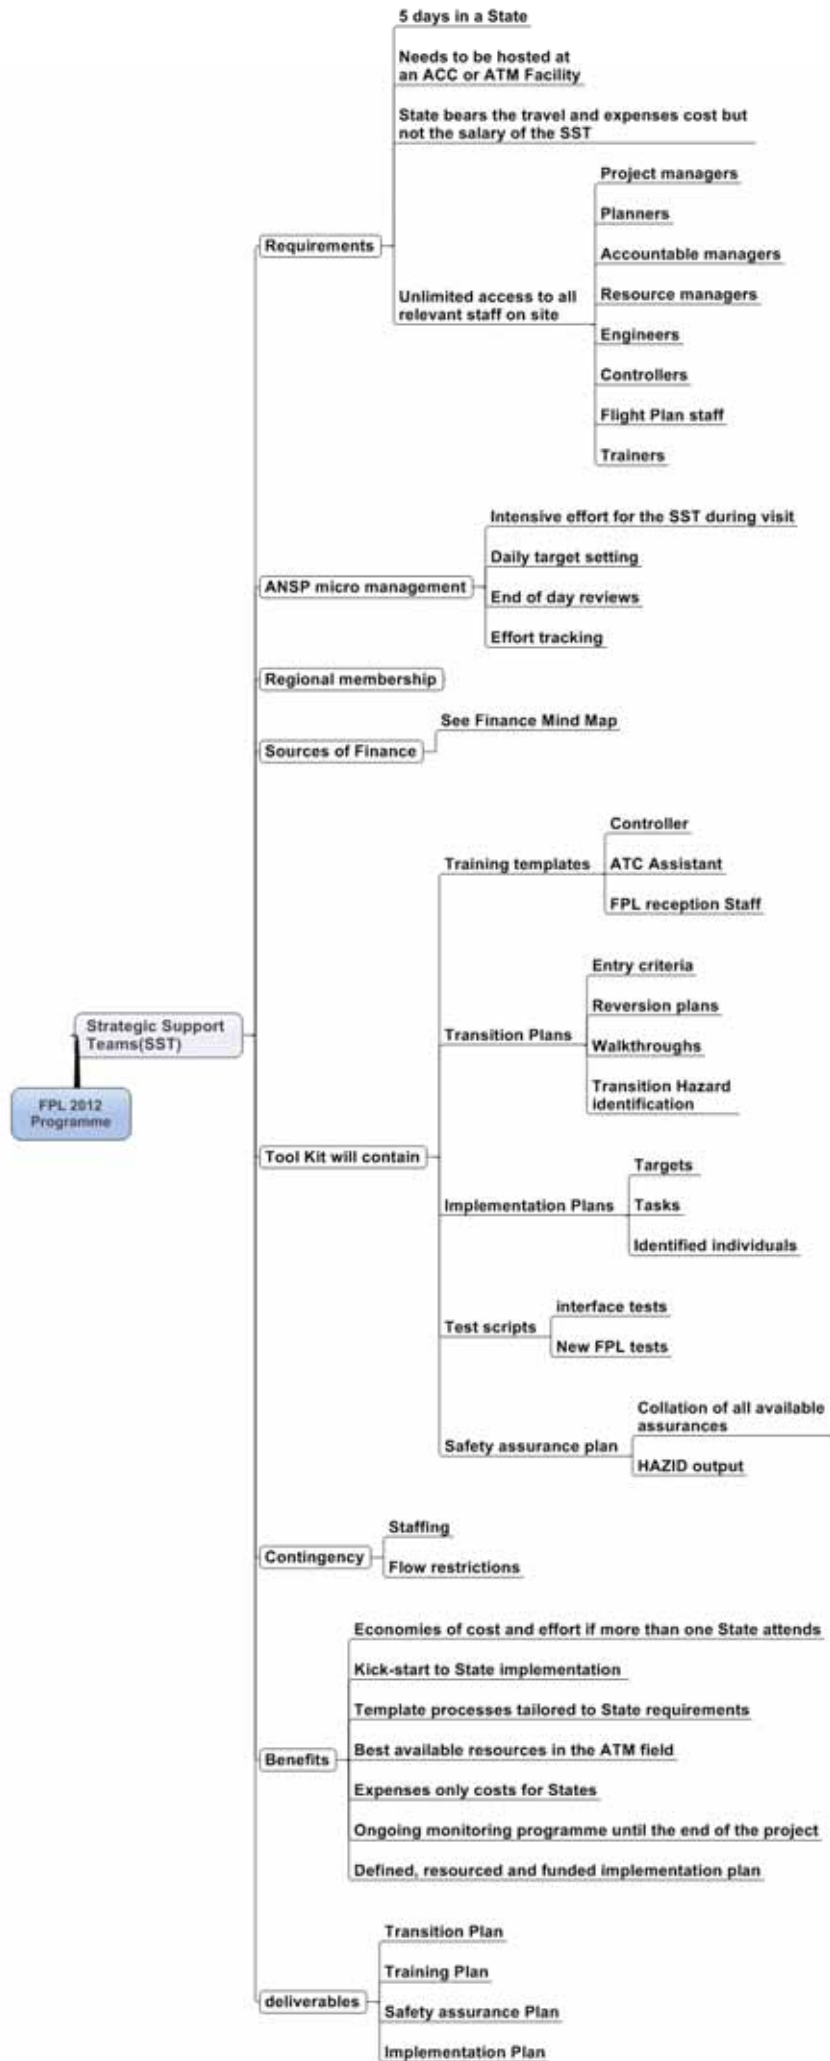 5 days in a State
Needs to be hosted at
an ACC or ATM Facility
State bears the travel and expenses cost but
not the salary of the SST
Project managers
Planners
Accountable managers
Requirements
Resource managers
Unlimited access to all
relevant staff on site
Engineers
Controllers
Flight Plan staff
Trainers
Intensive effort for the SST during visit
Daily target setting
ANSP micro management
End of day reviews
Effort tracking
Regional membership
See Finance Mind Map
Sources of Finance
Controller
Training templates
ATC Assistant
FPL reception Staff
Entry criteria
Reversion plans
Strategic Support
Teams(SST)
Transition Plans
Walkthroughs
Transition Hazard
identification
FPL 2012
Programme
Tool Kit will contain
Targets
Implementation Plans
Tasks
Identified individuals
interface tests
Test scripts
New FPL tests
Collation of all available
assurances
Safety assurance plan
HAZID output
Staffing
Contingency
Flow restrictions
Economies of cost and effort if more than one State attends
Kick-start to State implementation
Template processes tailored to State requirements
Best available resources in the ATM field
Benefits
Expenses only costs for States
Ongoing monitoring programme until the end of the project
Defined, resourced and funded implementation plan
Transition Plan
Training Plan
deliverables
Safety assurance Plan
Implementation Plan